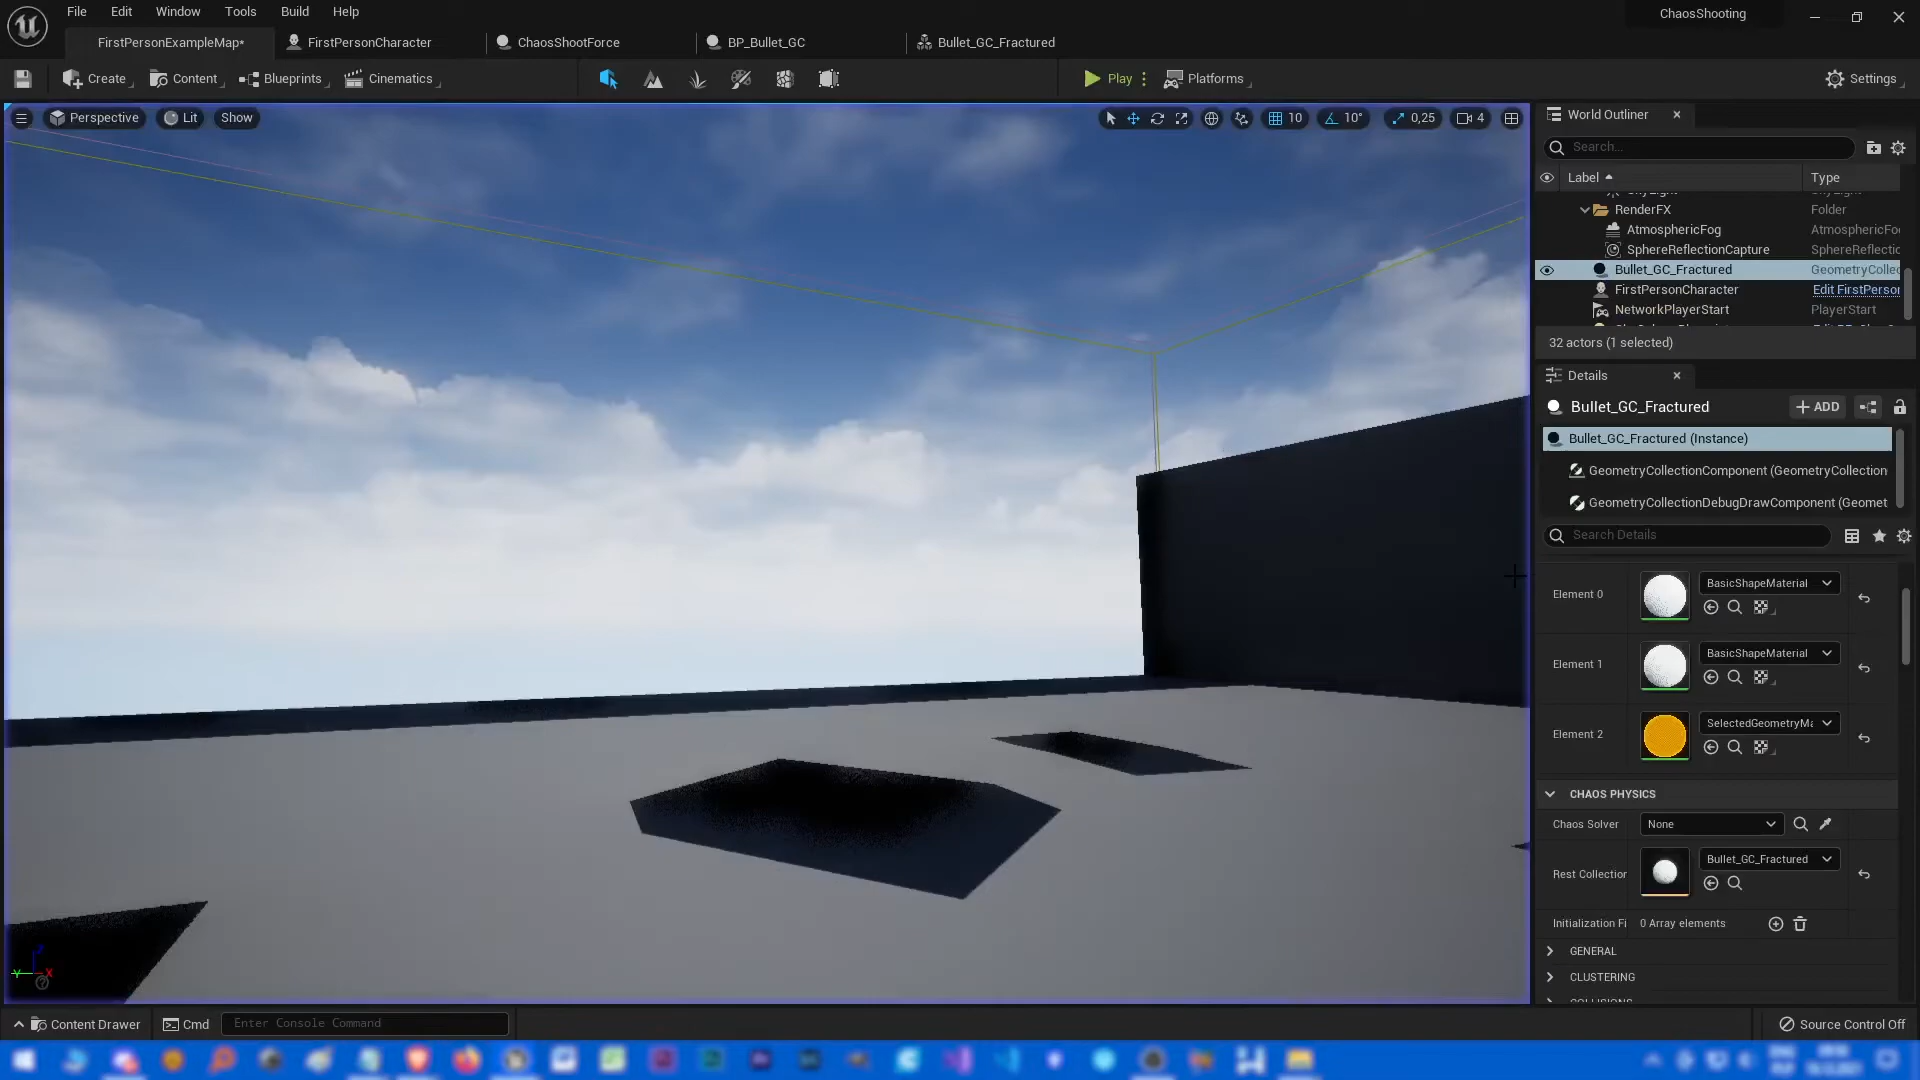 File Edit Window Tools Build Help
ChaosShooting
FirstPersonExampleMap*
FirstPersonCharacter
ChaosShootForce
BP_Bullet_GC
Bullet_GC_Fractured
Create
Content
Blueprints
Cinematics
Play
Platforms
Settings
Perspective
Lit
Show
10
10°
0,25
4
World Outliner
Search...
Label
Type
RenderFX
Folder
AtmosphericFog
AtmosphericFo
SphereReflectionCapture
SphereReflectic
Bullet_GC_Fractured
GeometryCollec
FirstPersonCharacter
Edit FirstPerson
NetworkPlayerStart
PlayerStart
32 actors (1 selected)
Details
Bullet_GC_Fractured
ADD
Bullet_GC_Fractured (Instance)
GeometryCollectionComponent (GeometryCollection
GeometryCollectionDebugDrawComponent (Geomet
Search Details
Element 0
BasicShapeMaterial
Element 1
BasicShapeMaterial
Element 2
SelectedGeometryMa
CHAOS PHYSICS
Chaos Solver
None
Rest Collection
Bullet_GC_Fractured
Initialization Fi
0 Array elements
GENERAL
CLUSTERING
Content Drawer
Cmd
Enter Console Command
Source Control Off